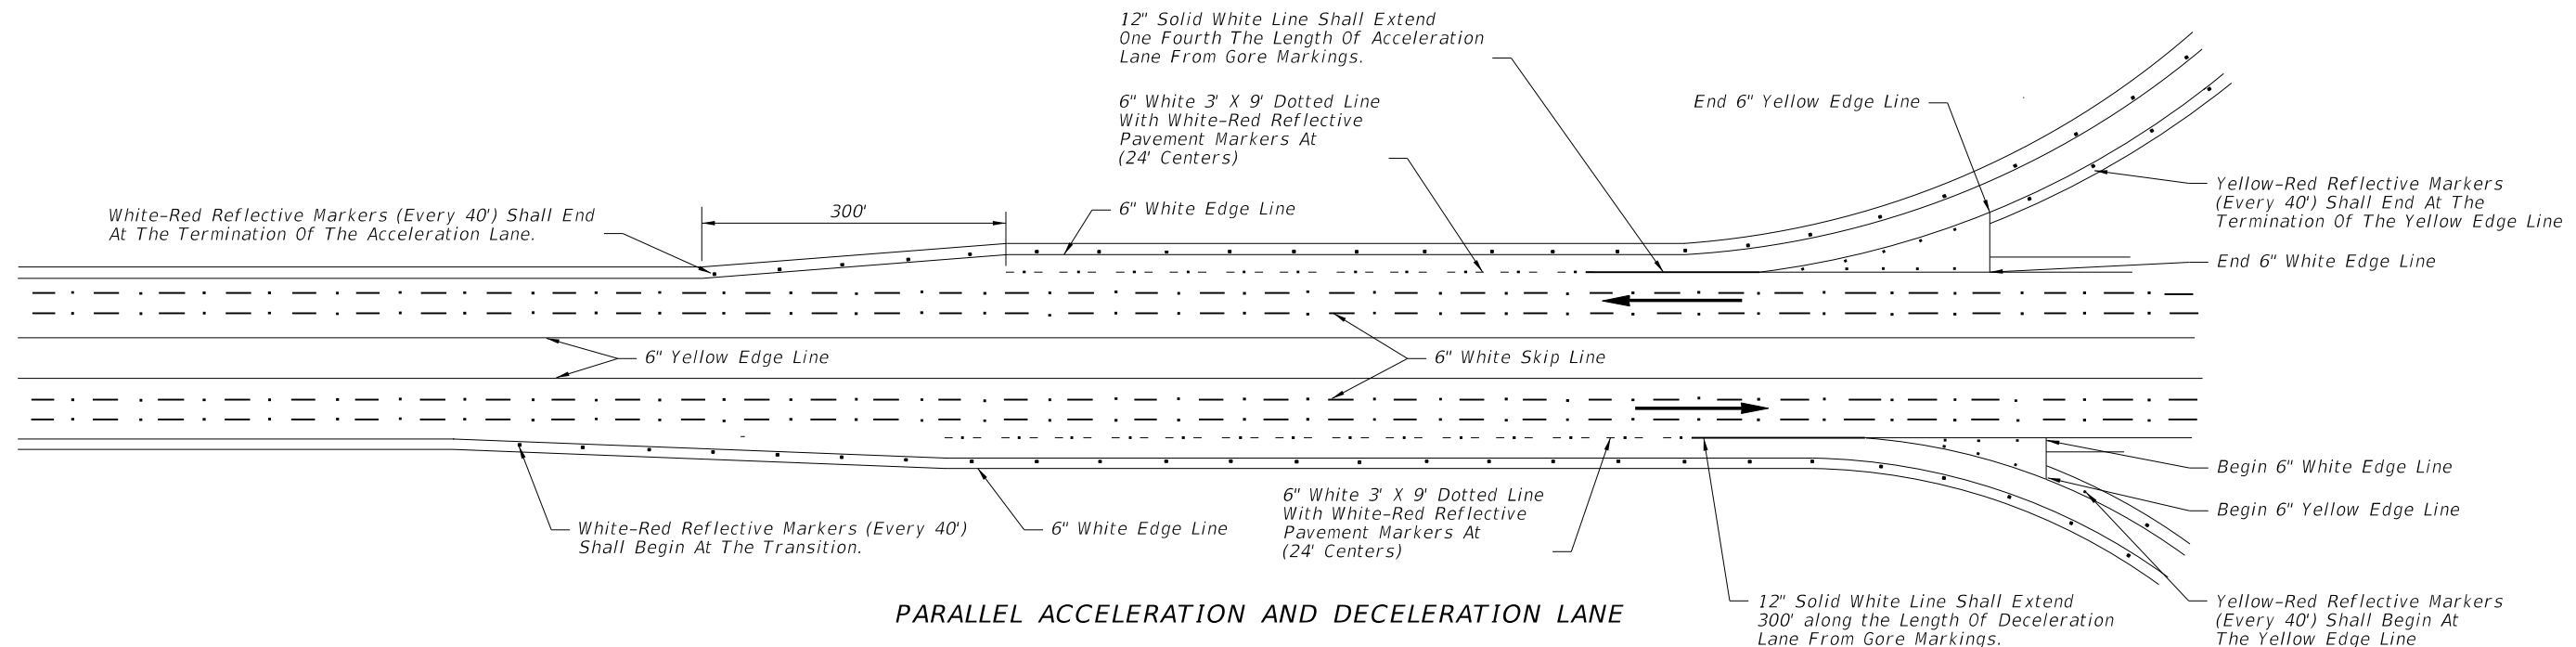 12" Solid White Line Shall Extend
One Fourth The Length Of Acceleration
Lane From Gore Markings.
6" White 3' X 9' Dotted Line
With White-Red Reflective
Pavement Markers At
(24' Centers)
End 6" Yellow Edge Line
White-Red Reflective Markers (Every 40') Shall End
At The Termination Of The Acceleration Lane.
300'
6" White Edge Line
Yellow-Red Reflective Markers
(Every 40') Shall End At The
Termination Of The Yellow Edge Line
End 6" White Edge Line
6" Yellow Edge Line
6" White Skip Line
Begin 6" White Edge Line
Begin 6" Yellow Edge Line
White-Red Reflective Markers (Every 40')
Shall Begin At The Transition.
6" White Edge Line
6" White 3' X 9' Dotted Line
With White-Red Reflective
Pavement Markers At
(24' Centers)
12" Solid White Line Shall Extend
300' along the Length Of Deceleration
Lane From Gore Markings.
Yellow-Red Reflective Markers
(Every 40') Shall Begin At
The Yellow Edge Line
PARALLEL ACCELERATION AND DECELERATION LANE